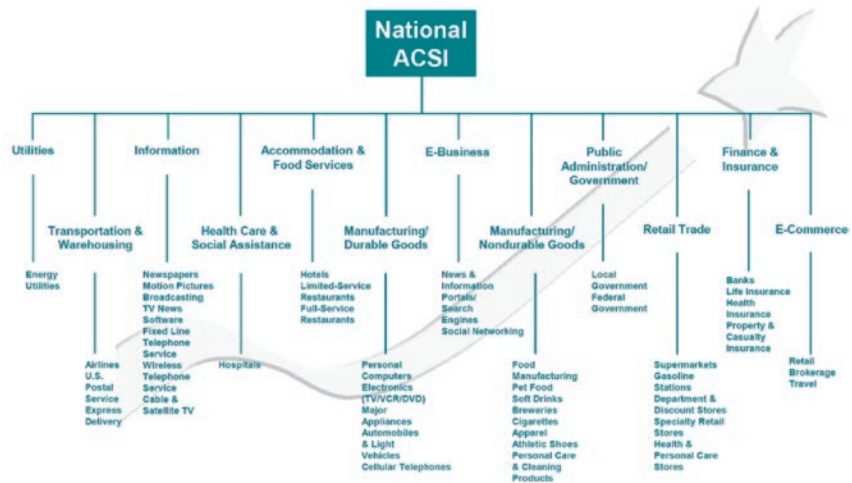 National
ACSI
Utilities
Energy
Utilities
Transportation &
Warehousing
Airlines
U.S.
Postal
Service
Express
Delivery
Information
Newspapers
Motion Pictures
Broadcasting
TV News
Software
Fixed Line
Telephone
Service
Wireless
Telephone
Service
Cable &
Satellite TV
Health Care &
Social Assistance
Hospitals
Accommodation &
Food Services
Hotels
Limited-Service
Restaurants
Full-Service
Restaurants
Manufacturing/
Durable Goods
Personal
Computers
Electronics
(TV/VCR/DVD)
Major
Appliances
Automobiles
& Light
Vehicles
Cellular Telephones
E-Business
News &
Information
Portals/
Search
Engines
Social Networking
Manufacturing/
Nondurable Goods
Food
Manufacturing
Pet Food
Soft Drinks
Breweries
Cigarettes
Apparel
Athletic Shoes
Personal Care
& Cleaning
Products
Public
Administration/
Government
Local
Government
Federal
Government
Retail Trade
Supermarkets
Gasoline
Stations
Department &
Discount Stores
Specialty Retail
Stores
Health &
Personal Care
Stores
Finance &
Insurance
Banks
Life Insurance
Health
Insurance
Property &
Casualty
Insurance
E-Commerce
Retail
Brokerage
Travel